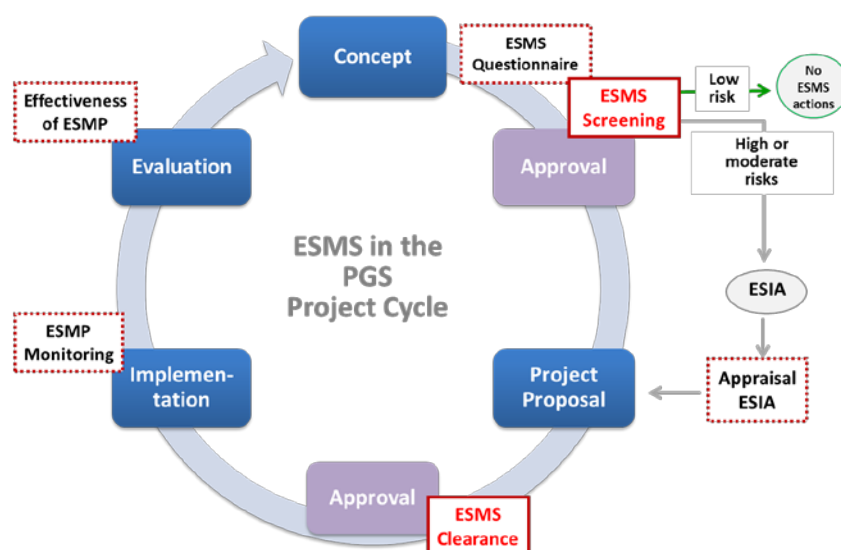 Concept
ESMS
Questionnaire
ESMS
Screening
Low
risk
No
ESMS
actions
High or
moderate
risks
Approval
ESIA
Appraisal
ESIA
Project
Proposal
ESMS
Clearance
Approval
Implemen-
tation
ESMP
Monitoring
Evaluation
Effectiveness
of ESMP
ESMS in the
PGS
Project Cycle